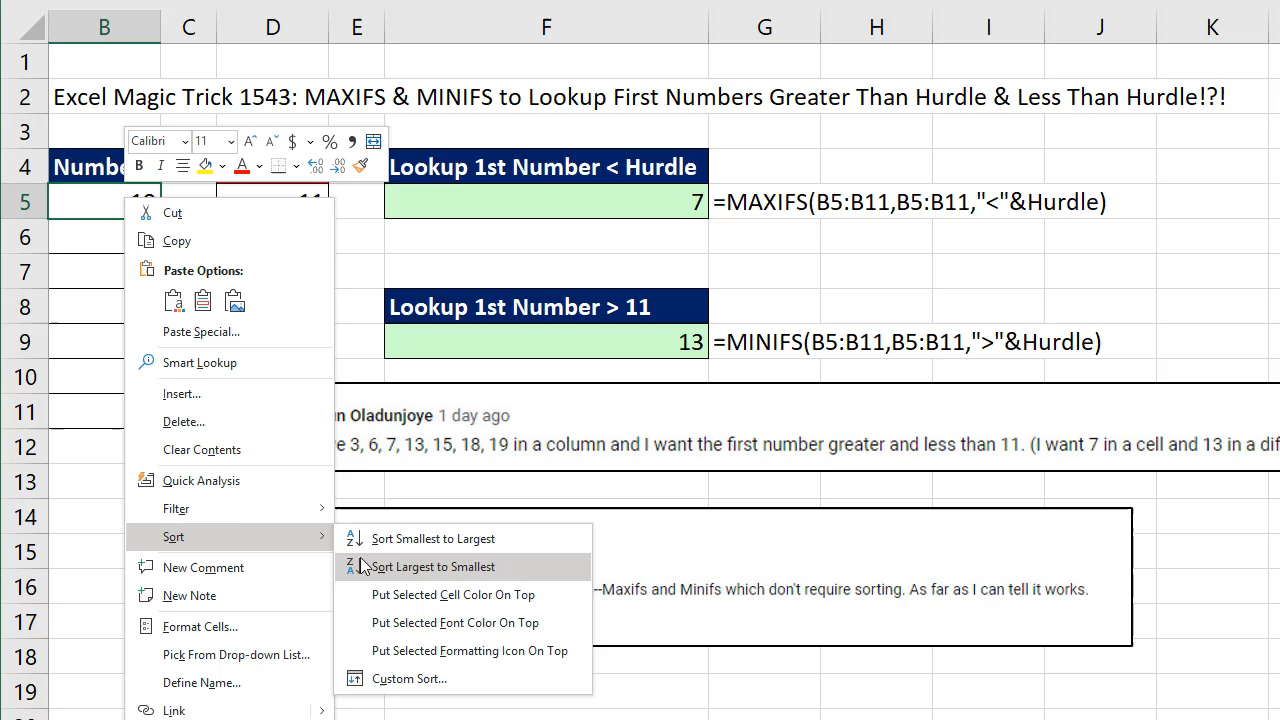 B C D E F G H I J K
1
2 Excel Magic Trick 1543: MAXIFS & MINIFS to Lookup First Numbers Greater Than Hurdle & Less Than Hurdle!?!
3
Calibri 11 A A $ % ,
B I A
4 Lookup 1st Number < Hurdle
5 7 =MAXIFS(B5:B11,B5:B11,"<"&Hurdle)
6
7
8 Lookup 1st Number > 11
9 13 =MINIFS(B5:B11,B5:B11,">"&Hurdle)
10
11 Oladunjoye 1 day ago
12 3, 6, 7, 13, 15, 18, 19 in a column and I want the first number greater and less than 11. (I want 7 in a cell and 13 in a
13
14
15
16 --Maxifs and Minifs which don't require sorting. As far as I can tell it works.
17
18
19
Cut
Copy
Paste Options:
Paste Special...
Smart Lookup
Insert...
Delete...
Clear Contents
Quick Analysis
Filter
Sort
New Comment
New Note
Format Cells...
Pick From Drop-down List...
Define Name...
Link
Sort Smallest to Largest
Sort Largest to Smallest
Put Selected Cell Color On Top
Put Selected Font Color On Top
Put Selected Formatting Icon On Top
Custom Sort...